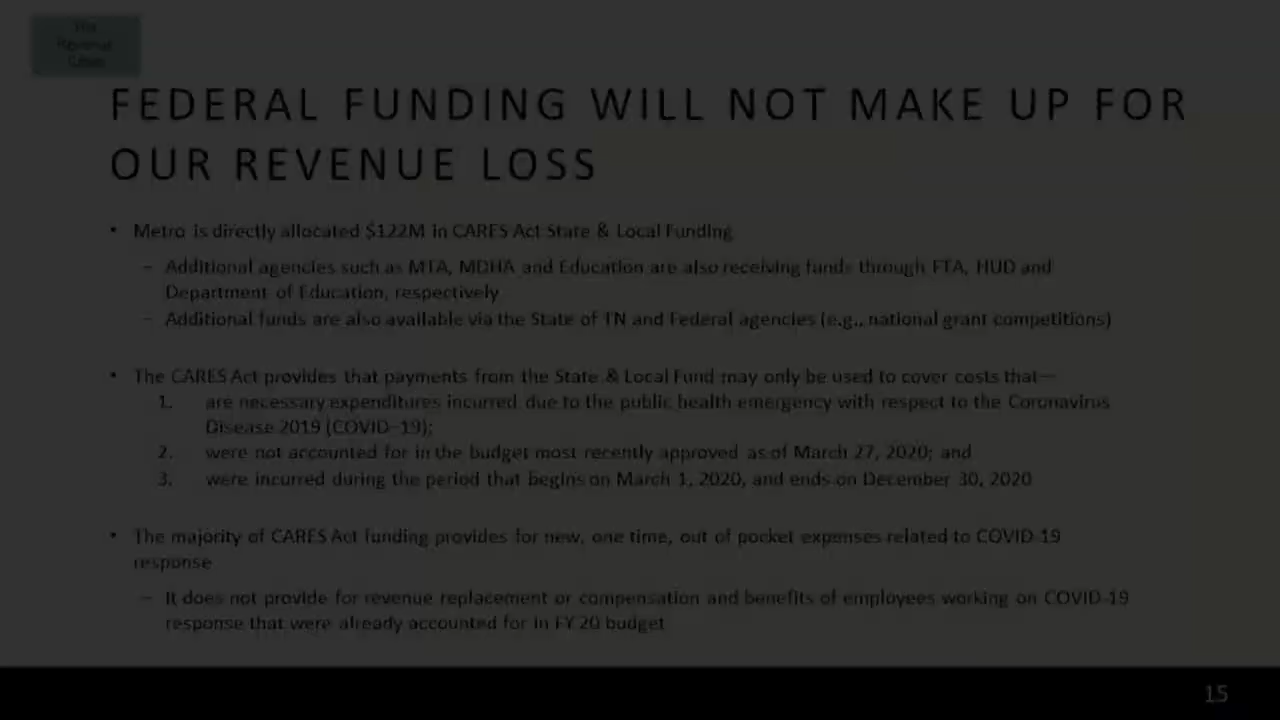 The
Revenue
Crisis
FEDERAL FUNDING WILL NOT MAKE UP FOR
OUR REVENUE LOSS
• Metro is directly allocated $122M in CARES Act State & Local Funding
– Additional agencies such as MTA, MDHA and Education are also receiving funds through FTA, HUD and
Department of Education, respectively
– Additional funds are also available via the State of TN and Federal agencies (e.g., national grant competitions)
• The CARES Act provides that payments from the State & Local Fund may only be used to cover costs that—
1. are necessary expenditures incurred due to the public health emergency with respect to the Coronavirus
Disease 2019 (COVID–19);
2. were not accounted for in the budget most recently approved as of March 27, 2020; and
3. were incurred during the period that begins on March 1, 2020, and ends on December 30, 2020
• The majority of CARES Act funding provides for new, one time, out of pocket expenses related to COVID-19
response
– It does not provide for revenue replacement or compensation and benefits of employees working on COVID-19
response that were already accounted for in FY 20 budget
15